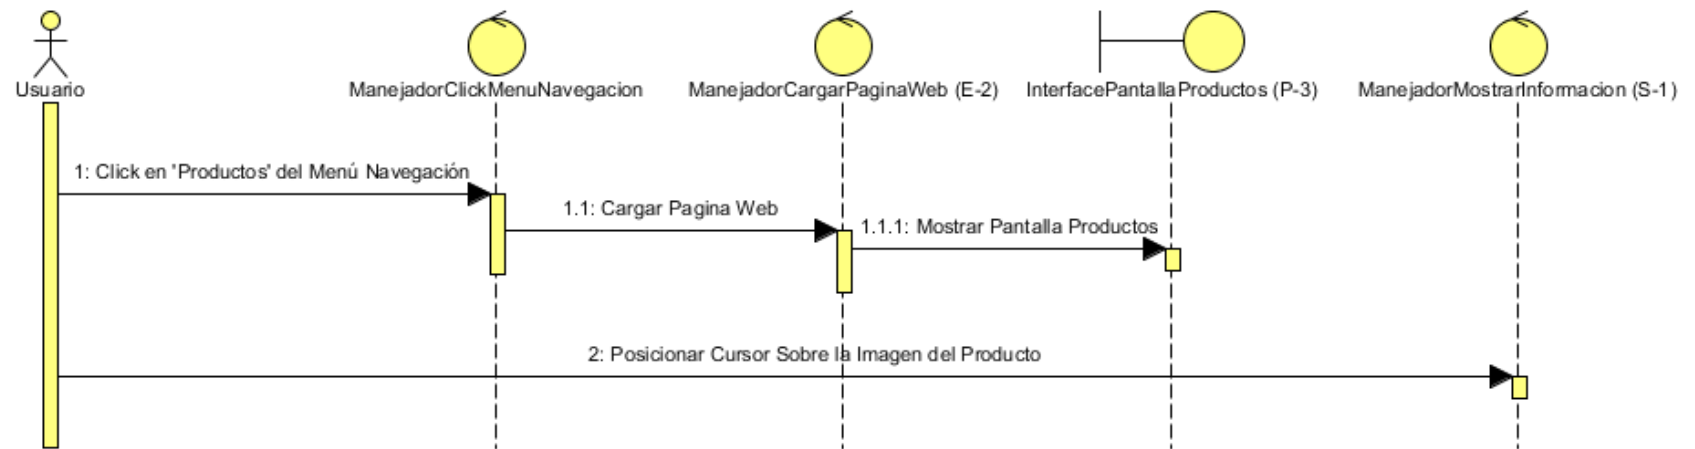 Usuario
ManejadorClickMenuNavegacion
ManejadorCargarPaginaWeb (E-2)
InterfacePantallaProductos (P-3)
ManejadorMostrarInformacion (S-1)
1: Click en 'Productos' del Menú Navegación
1.1: Cargar Pagina Web
1.1.1: Mostrar Pantalla Productos
2: Posicionar Cursor Sobre la Imagen del Producto